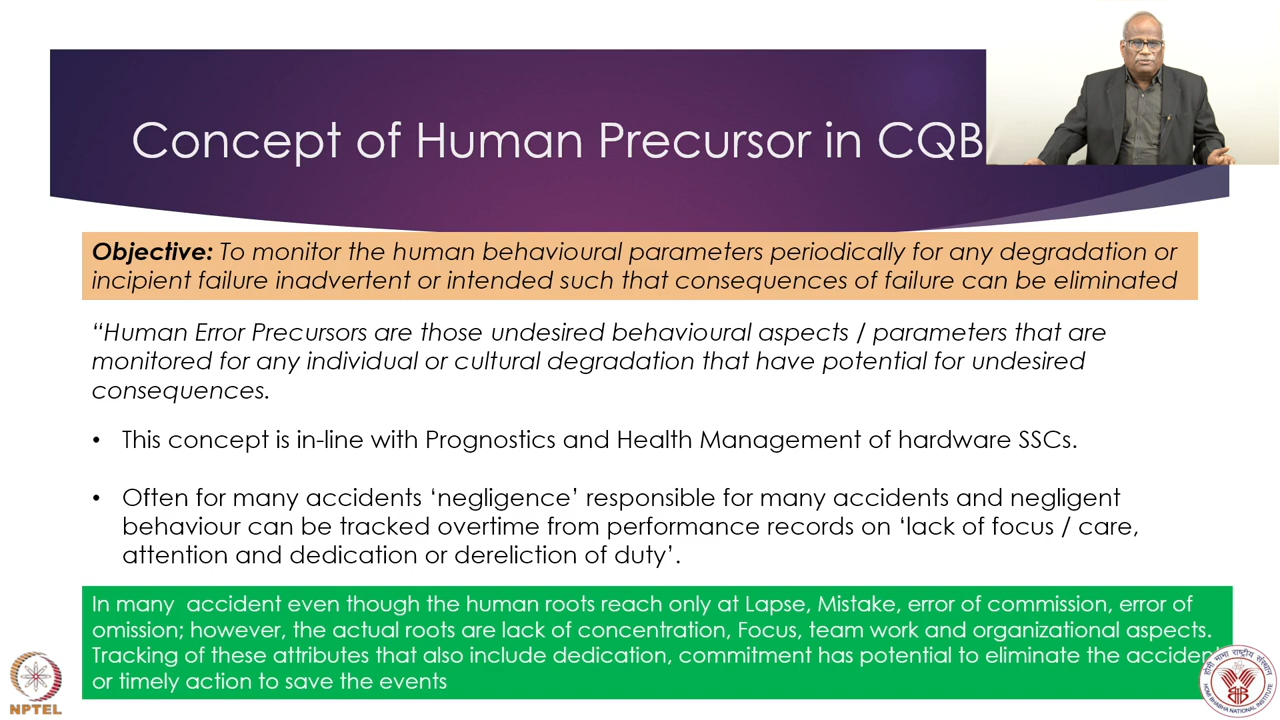 Concept of Human Precursor in CQB
Objective: To monitor the human behavioural parameters periodically for any degradation or
incipient failure inadvertent or intended such that consequences of failure can be eliminated
“Human Error Precursors are those undesired behavioural aspects / parameters that are
monitored for any individual or cultural degradation that have potential for undesired
consequences.
• This concept is in-line with Prognostics and Health Management of hardware SSCs.
• Often for many accidents ‘negligence’ responsible for many accidents and negligent
behaviour can be tracked overtime from performance records on ‘lack of focus / care,
attention and dedication or dereliction of duty’.
In many accident even though the human roots reach only at Lapse, Mistake, error of commission, error of
omission; however, the actual roots are lack of concentration, Focus, team work and organizational aspects.
Tracking of these attributes that also include dedication, commitment has potential to eliminate the accident
or timely action to save the events
NPTEL